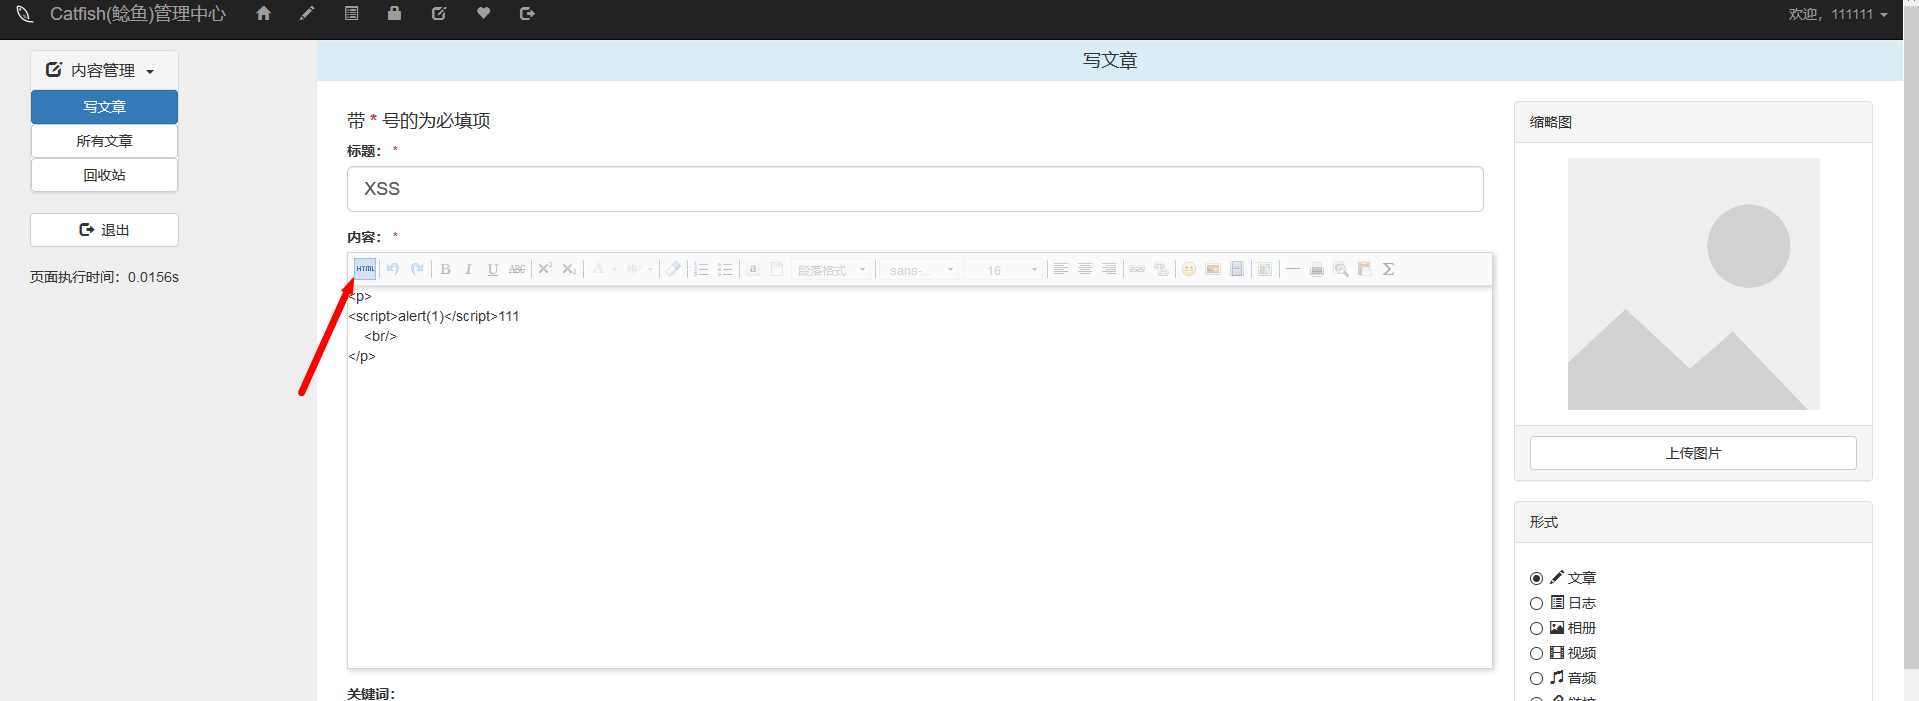 Catfish(鲶鱼)管理中心
欢迎，111111
内容管理
写文章
所有文章
回收站
退出
页面执行时间：0.0156s
写文章
带 * 号的为必填项
标题： *
XSS
内容： *
HTML
B I U ABC X² X₂ A ab a 段落格式 sans-... 16 Σ
<p>
<script>alert(1)</script>111
<br/>
</p>
关键词：
缩略图
上传图片
形式
文章
日志
相册
视频
音频